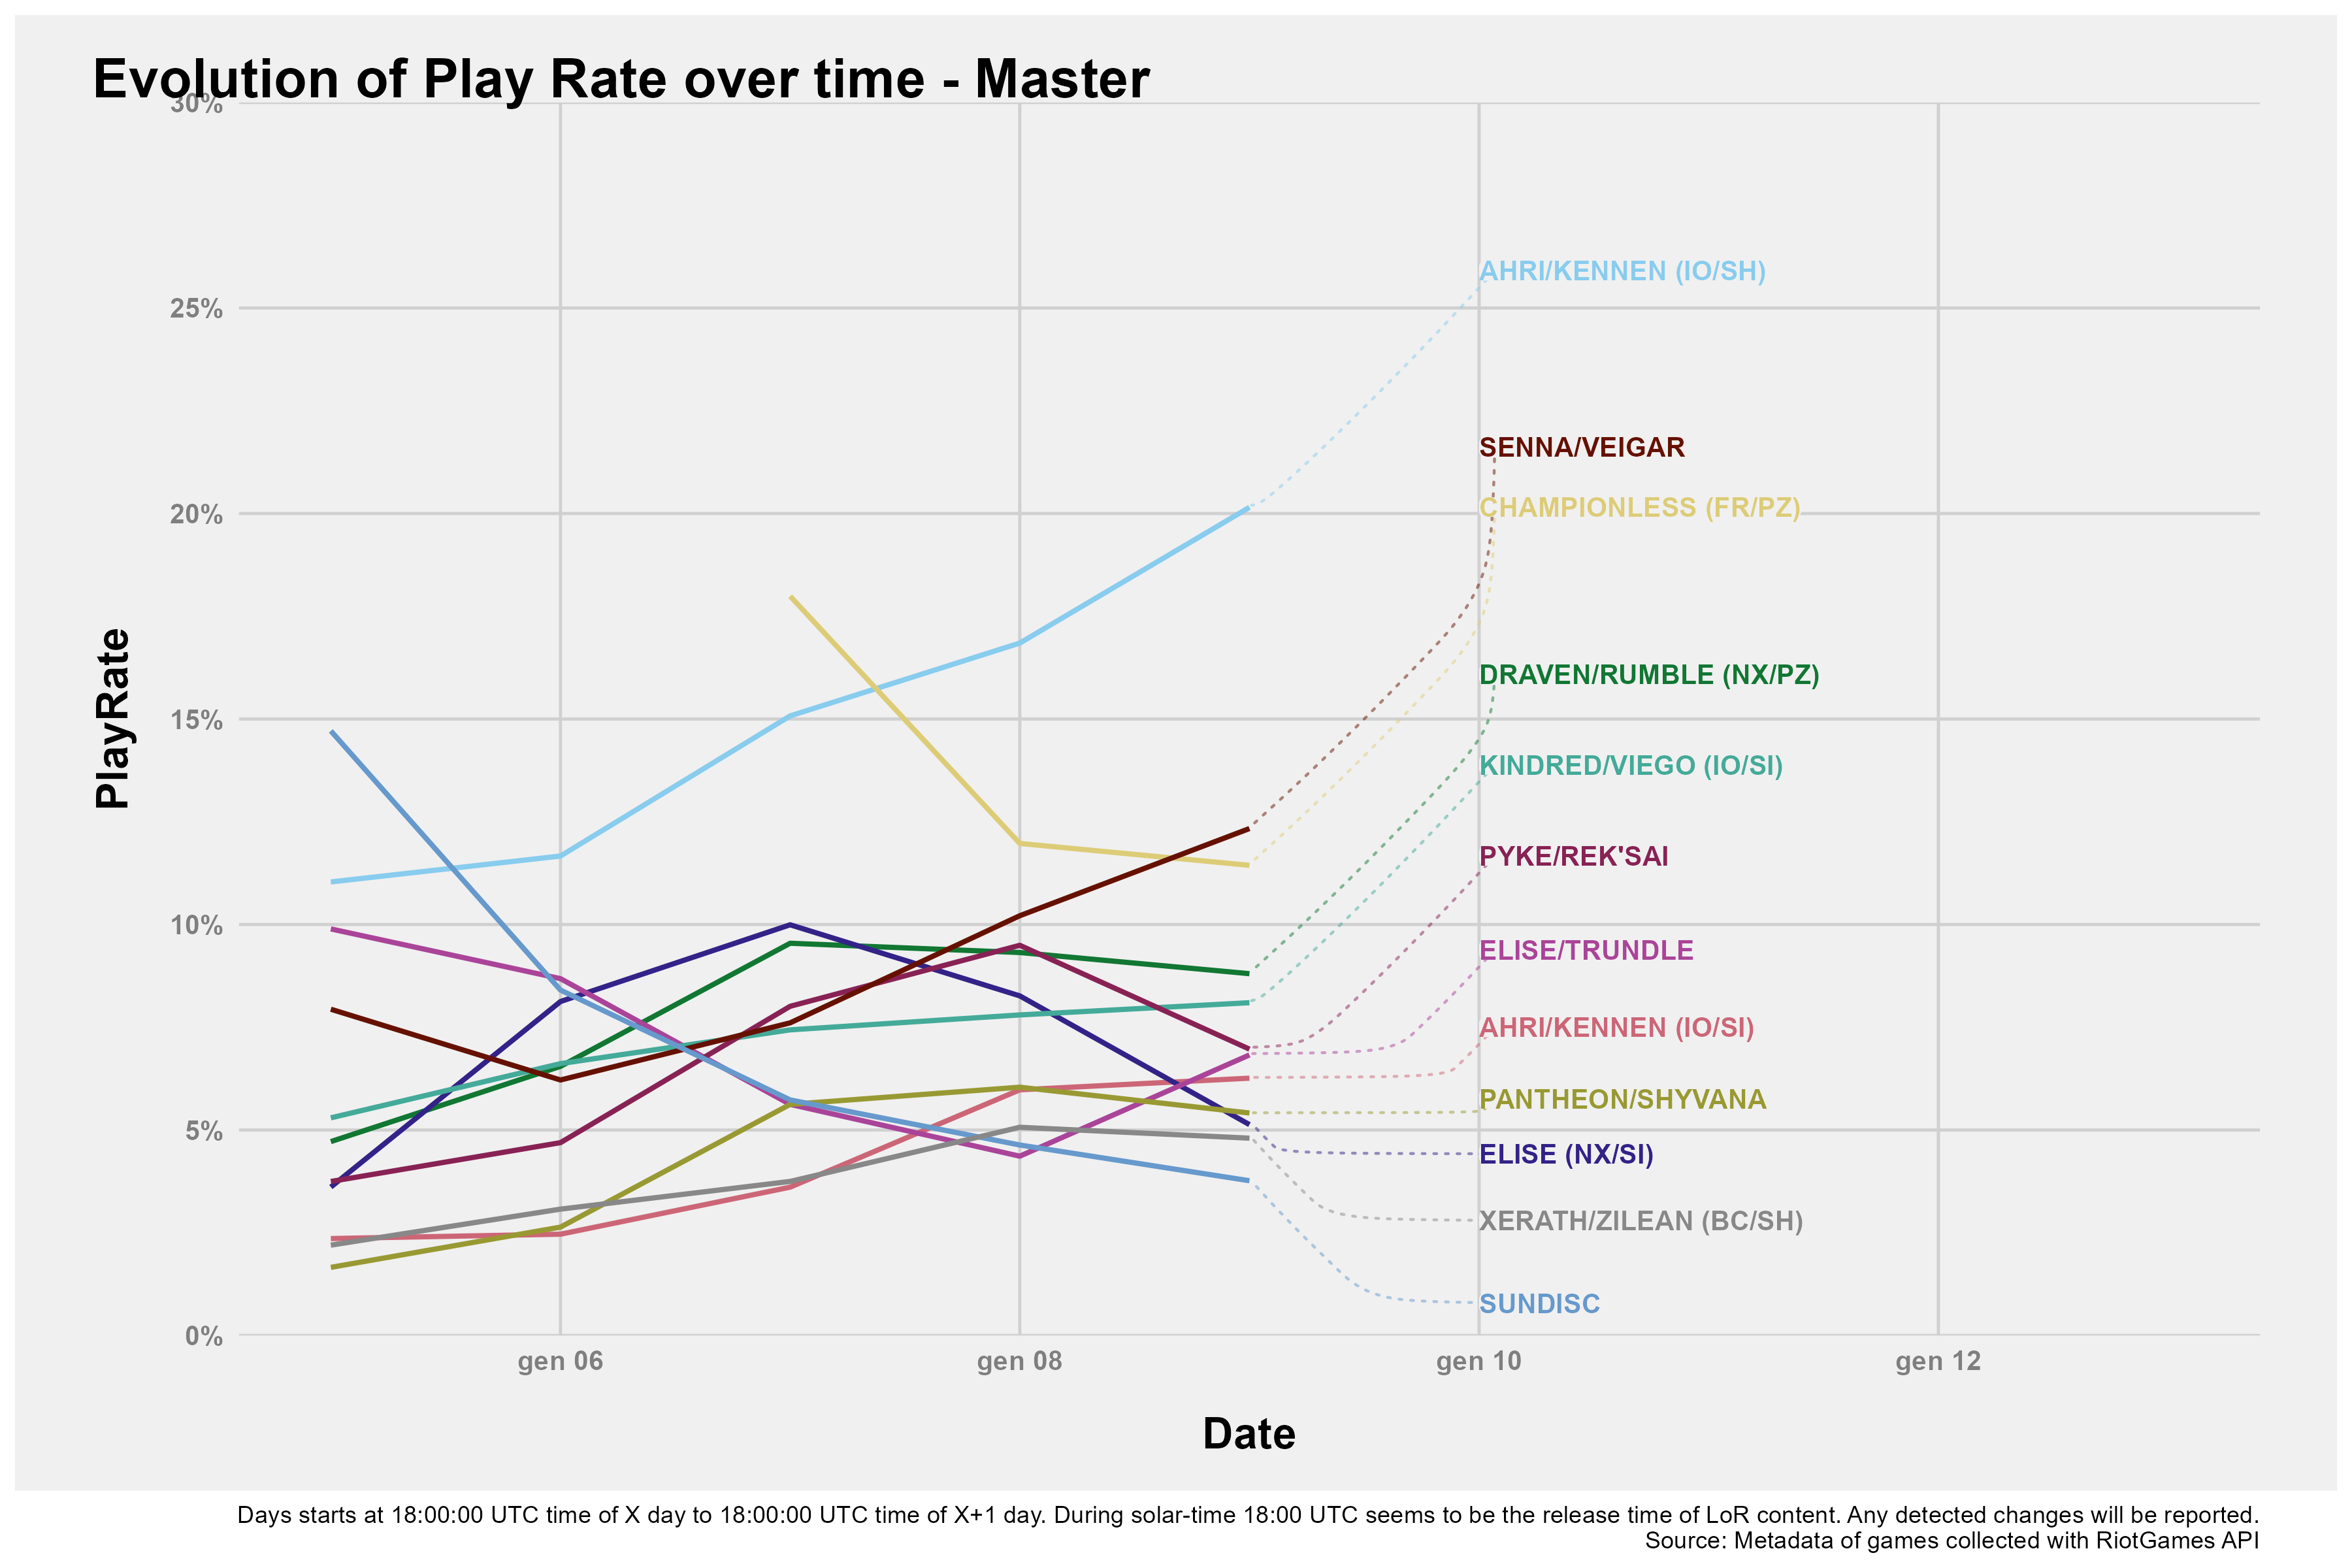 Evolution of Play Rate over time - Master
30%
25%
20%
15%
10%
5%
0%
PlayRate
AHRI/KENNEN (IO/SH)
SENNA/VEIGAR
CHAMPIONLESS (FR/PZ)
DRAVEN/RUMBLE (NX/PZ)
KINDRED/VIEGO (IO/SI)
PYKE/REK'SAI
ELISE/TRUNDLE
AHRI/KENNEN (IO/SI)
PANTHEON/SHYVANA
ELISE (NX/SI)
XERATH/ZILEAN (BC/SH)
SUNDISC
gen 06 gen 08 gen 10 gen 12
Date
Days starts at 18:00:00 UTC time of X day to 18:00:00 UTC time of X+1 day. During solar-time 18:00 UTC seems to be the release time of LoR content. Any detected changes will be reported.
Source: Metadata of games collected with RiotGames API